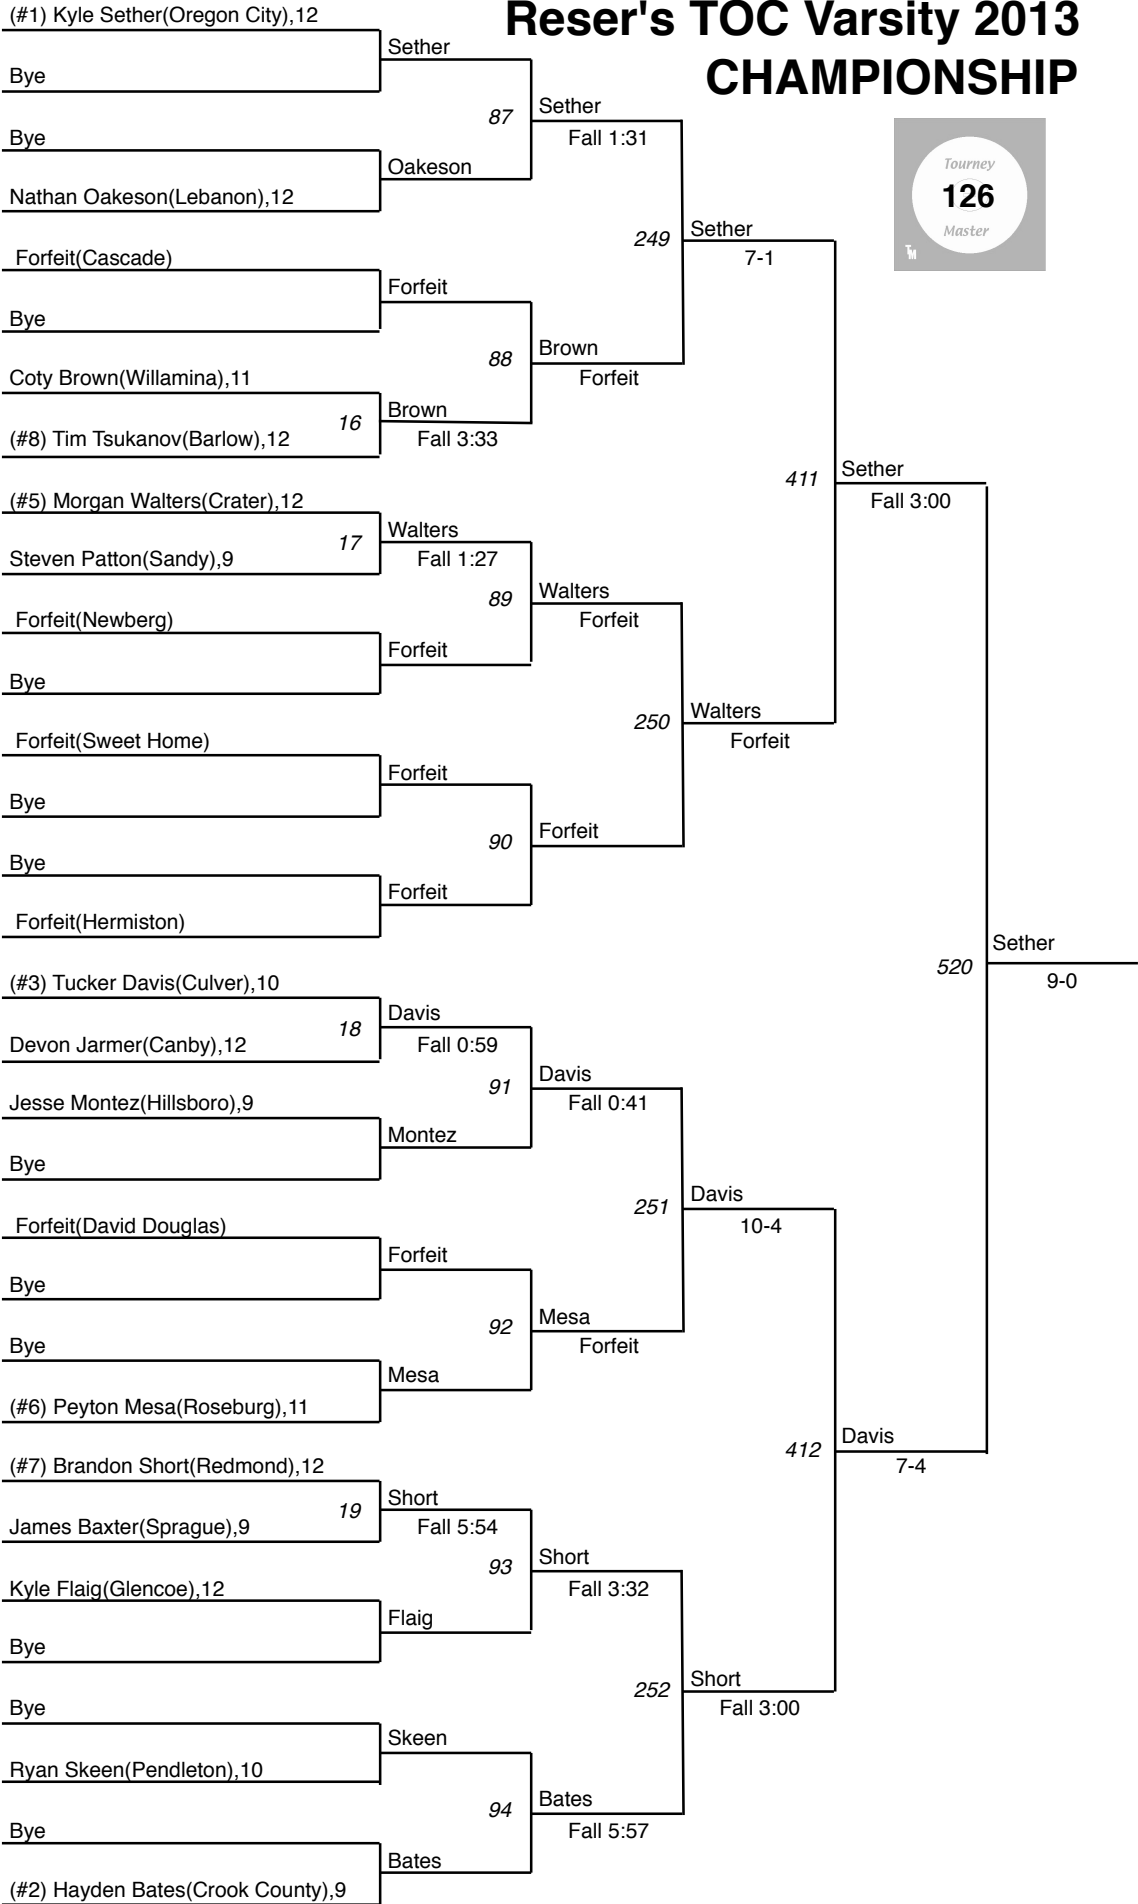 Reser's TOC Varsity 2013
CHAMPIONSHIP
Tourney
126
Master
TM
(#1) Kyle Sether(Oregon City),12
Bye
Bye
Nathan Oakeson(Lebanon),12
Forfeit(Cascade)
Bye
Coty Brown(Willamina),11
(#8) Tim Tsukanov(Barlow),12
16
(#5) Morgan Walters(Crater),12
Steven Patton(Sandy),9
17
Forfeit(Newberg)
Bye
Forfeit(Sweet Home)
Bye
Bye
Forfeit(Hermiston)
(#3) Tucker Davis(Culver),10
Devon Jarmer(Canby),12
18
Jesse Montez(Hillsboro),9
Bye
Forfeit(David Douglas)
Bye
Bye
(#6) Peyton Mesa(Roseburg),11
(#7) Brandon Short(Redmond),12
James Baxter(Sprague),9
19
Kyle Flaig(Glencoe),12
Bye
Bye
Ryan Skeen(Pendleton),10
Bye
(#2) Hayden Bates(Crook County),9
Sether
87
Oakeson
Forfeit
88
Brown
Fall 3:33
Walters
Fall 1:27
89
Forfeit
Forfeit
90
Forfeit
Davis
Fall 0:59
91
Montez
Forfeit
92
Mesa
Short
Fall 5:54
93
Flaig
Skeen
94
Bates
Sether
Fall 1:31
249
Brown
Forfeit
Walters
Forfeit
250
Forfeit
Davis
Fall 0:41
251
Mesa
Forfeit
Short
Fall 3:32
252
Bates
Fall 5:57
Sether
7-1
411
Walters
Forfeit
Davis
10-4
412
Short
Fall 3:00
Sether
Fall 3:00
520
Davis
7-4
Sether
9-0